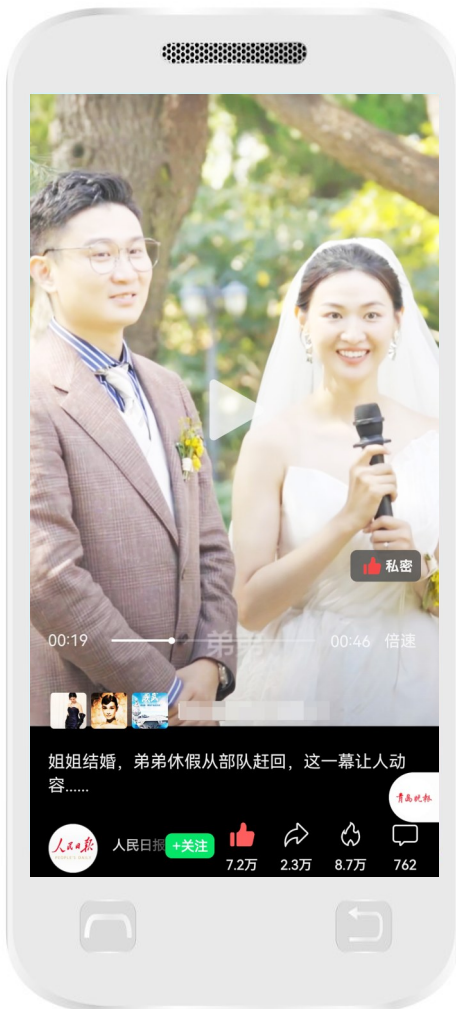 私密
00:19
弟弟
00:46
倍速
姐姐结婚，弟弟休假从部队赶回，这一幕让人动
容......
青岛晚报
人民日报
PEOPLE'S DAILY
人民日报
+关注
7.2万
2.3万
8.7万
762